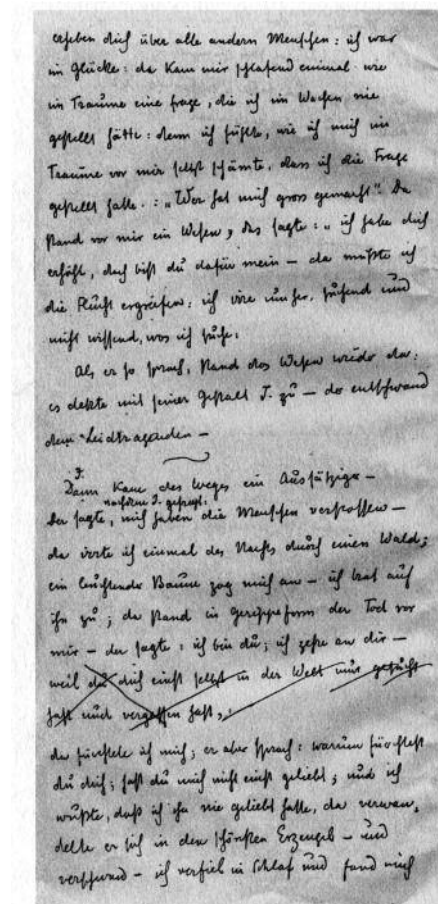 erheben dich über alle andern Menschen: ich war
im Glücke: da kam mir schlafend einmal wie
im Traume eine Frage, die ich im Wachen nie
gestellt hätte: denn ich fühlte, wie ich mich im
Traume vor mir selbst schämte, dass ich die Frage
gestellt hatte.: „Wer hat mich gross gemacht“. Da
stand vor mir ein Wesen, das sagte: „ich habe dich
erhöht, doch bist du dafür mein – da mußte ich
die Flucht ergreifen: ich irre umher, suchend und
nicht wissend, was ich suche.
Als er so sprach, stand das Wesen wieder da:
es dekte mit seiner Gestalt J. zu – da entschwand
dem Leidtragenden –
J.
Dann kam des Weges ein Aussätziger –
nachdem J. gefragt:
der sagte, mich haben die Menschen verstossen –
da irrte ich einmal des Nachts durch einen Wald;
ein leuchtender Baum zog mich an – ich trat auf
ihn zu; da stand in Gerippeform der Tod vor
mir – der sagte: ich bin du; ich zehre an dir –
weil du dich einst selbst in der Welt nur gesucht
hast und vergessen hast,:
da fürchtete ich mich; er aber sprach: warum fürchtest
du dich; hast du mich nicht einst geliebt; und ich
wußte, daß ich ihn nie geliebt hatte, da verwan-
delte er sich in den schönsten Erzengel – und
verschwand – ich verfiel in Schlaf und fand mich